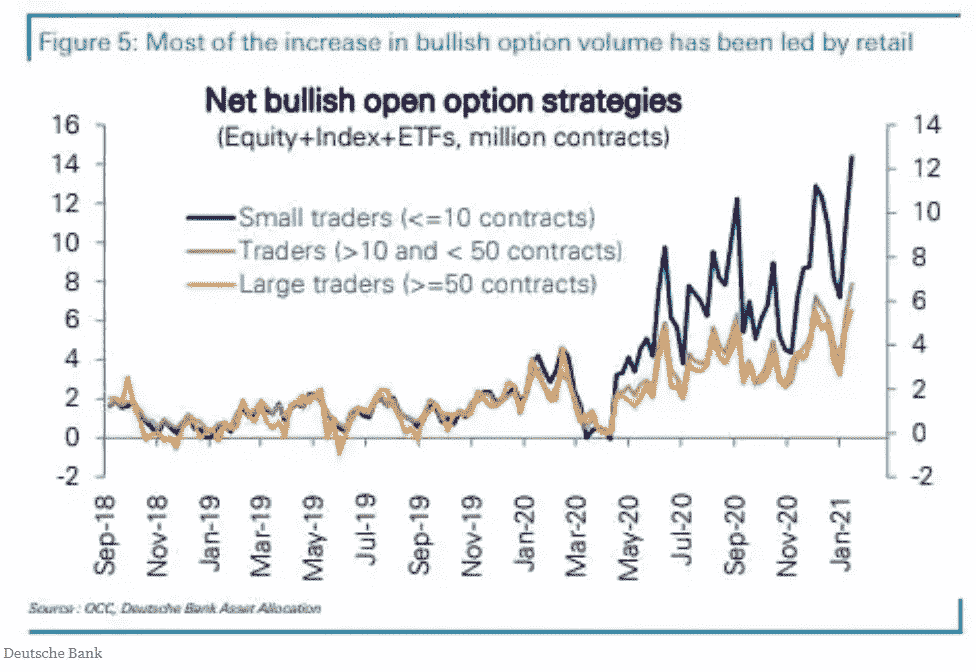 Figure 5: Most of the increase in bullish option volume has been led by retail
Net bullish open option strategies
(Equity+Index+ETFs, million contracts)
16
14
12
10
8
6
4
2
0
-2
14
12
10
8
6
4
2
0
-2
Small traders (<=10 contracts)
Traders (>10 and < 50 contracts)
Large traders (>=50 contracts)
Sep-18
Nov-18
Jan-19
Mar-19
May-19
Jul-19
Sep-19
Nov-19
Jan-20
Mar-20
May-20
Jul-20
Sep-20
Nov-20
Jan-21
Source : OCC, Deutsche Bank Asset Allocation
Deutsche Bank